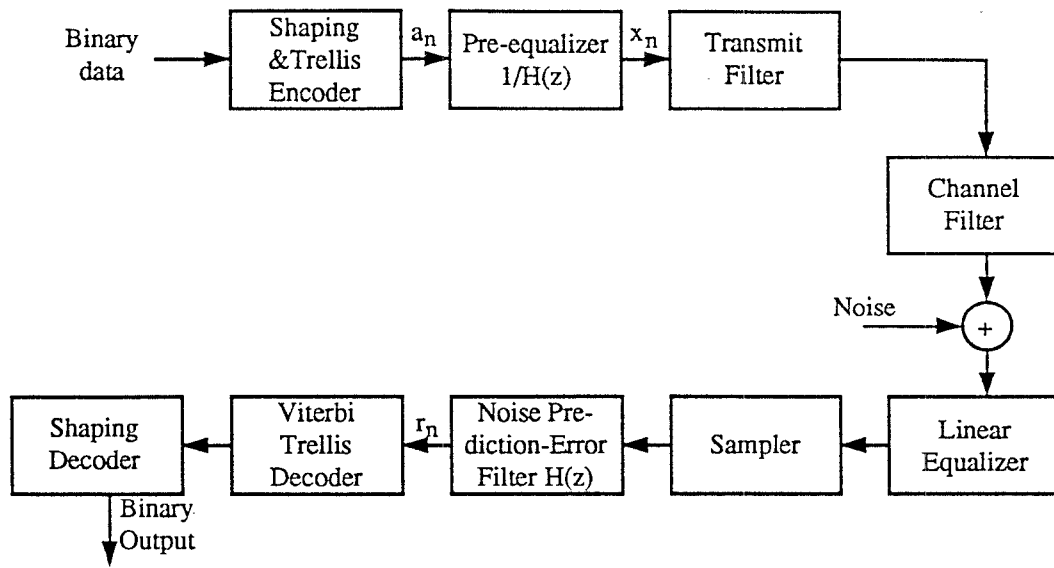 Binary
data
Shaping
&Trellis
Encoder
a_n
Pre-equalizer
1/H(z)
x_n
Transmit
Filter
Channel
Filter
Noise
+
Linear
Equalizer
Sampler
Noise Pre-
diction-Error
Filter H(z)
r_n
Viterbi
Trellis
Decoder
Shaping
Decoder
Binary
Output